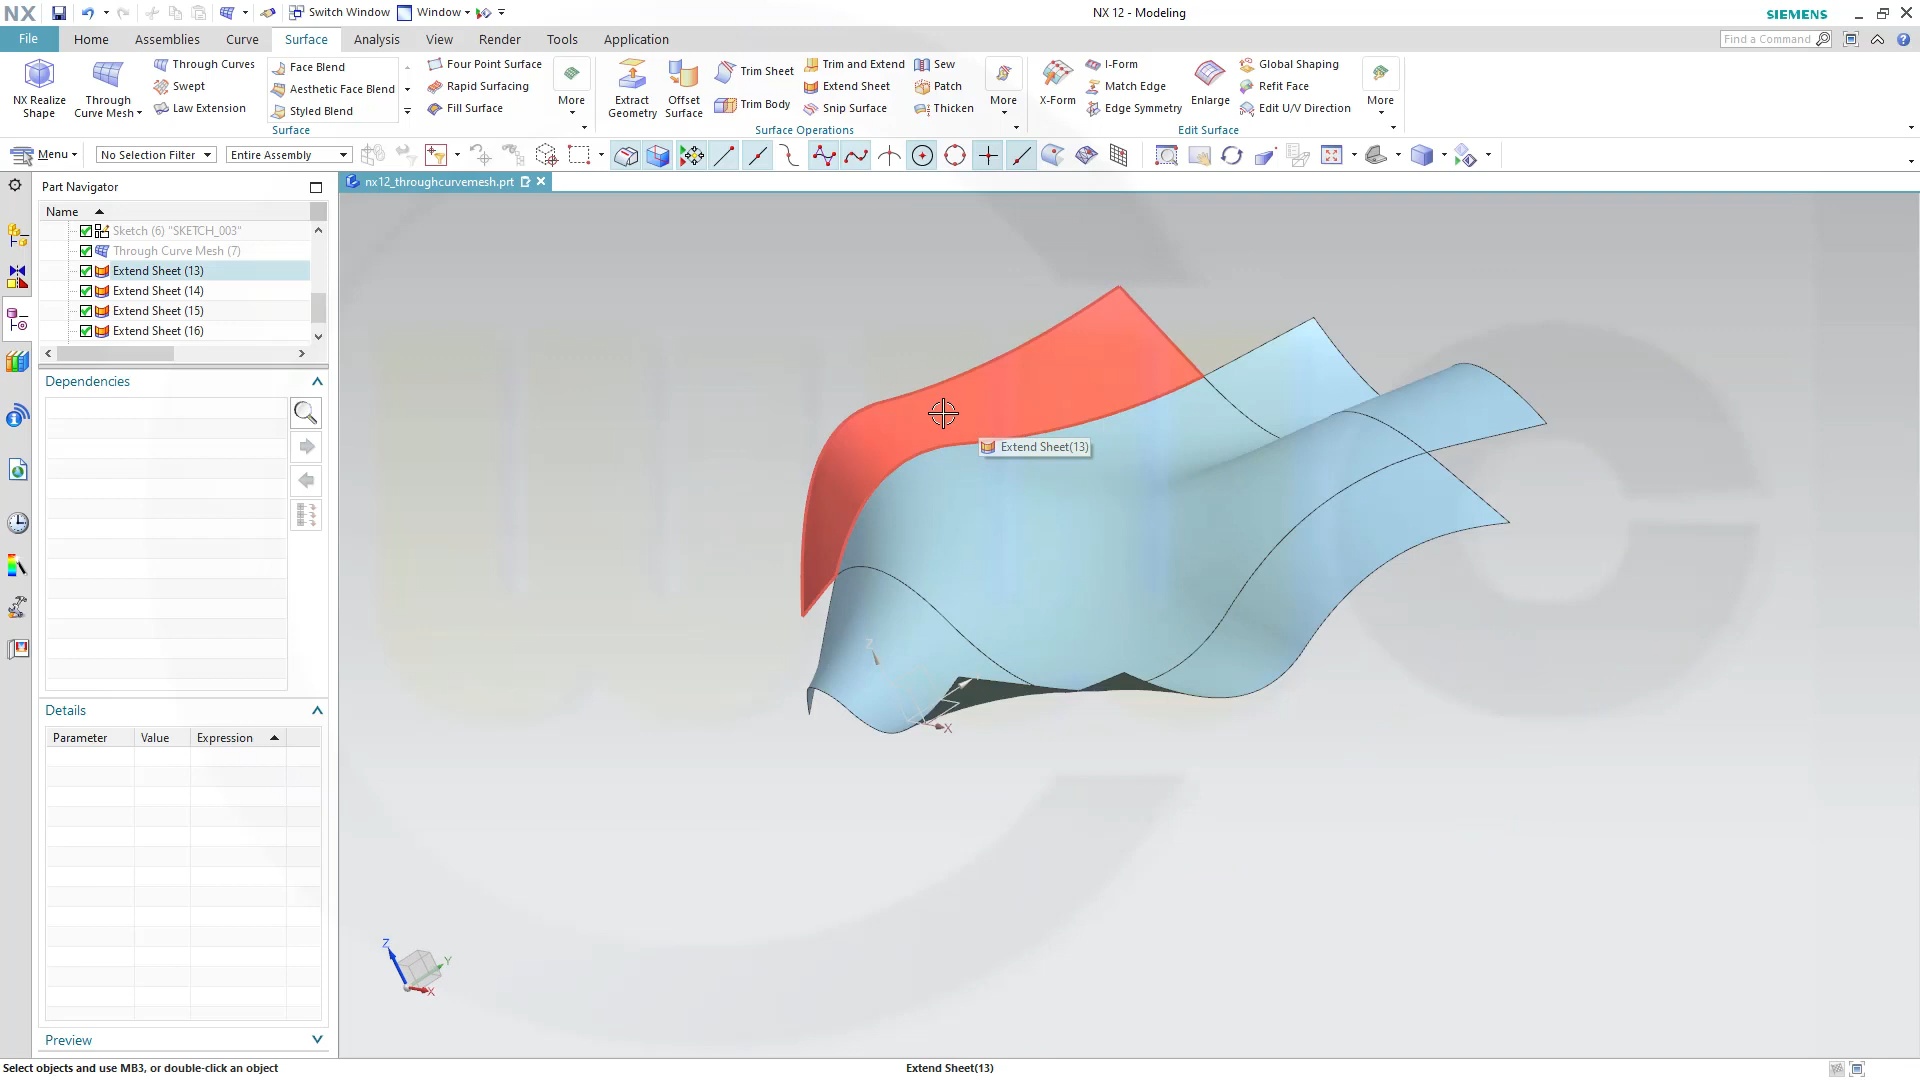 NX
Switch Window
Window
NX 12 - Modeling
SIEMENS
File
Home
Assemblies
Curve
Surface
Analysis
View
Render
Tools
Application
Find a Command
NX Realize
Shape
Through
Curve Mesh
Through Curves
Swept
Law Extension
Face Blend
Aesthetic Face Blend
Styled Blend
Four Point Surface
Rapid Surfacing
Fill Surface
More
Surface
Extract
Geometry
Offset
Surface
Trim Sheet
Trim Body
Trim and Extend
Extend Sheet
Snip Surface
Sew
Patch
Thicken
More
Surface Operations
X-Form
I-Form
Match Edge
Edge Symmetry
Enlarge
Global Shaping
Refit Face
Edit U/V Direction
More
Edit Surface
Menu
No Selection Filter
Entire Assembly
Part Navigator
nx12_throughcurvemesh.prt
Name
Sketch (6) "SKETCH_003"
Through Curve Mesh (7)
Extend Sheet (13)
Extend Sheet (14)
Extend Sheet (15)
Extend Sheet (16)
Dependencies
Details
Parameter
Value
Expression
Preview
Extend Sheet(13)
Z
X
Z
Y
X
Select objects and use MB3, or double-click an object
Extend Sheet(13)